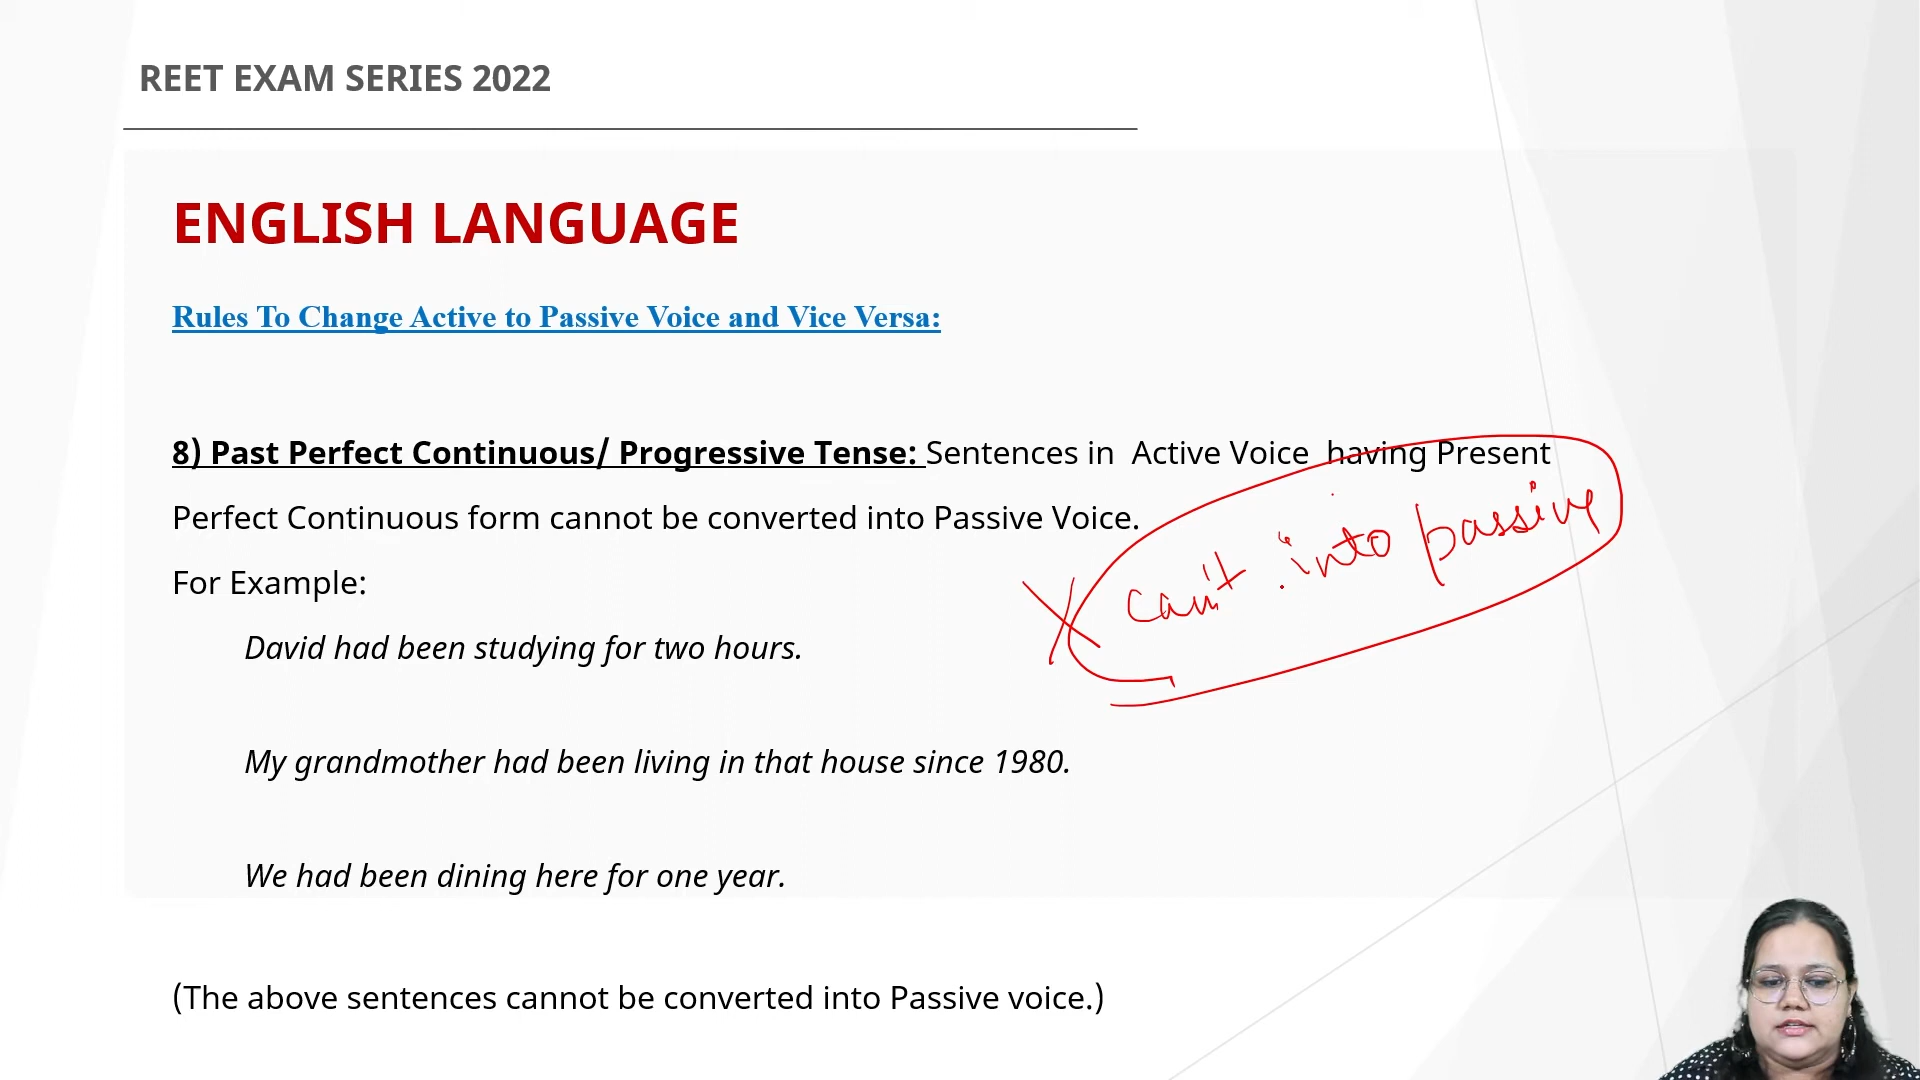 REET EXAM SERIES 2022
ENGLISH LANGUAGE
Rules To Change Active to Passive Voice and Vice Versa:
8) Past Perfect Continuous/ Progressive Tense: Sentences in Active Voice having Present
Perfect Continuous form cannot be converted into Passive Voice.
can't into passive
For Example:
David had been studying for two hours.
My grandmother had been living in that house since 1980.
We had been dining here for one year.
(The above sentences cannot be converted into Passive voice.)